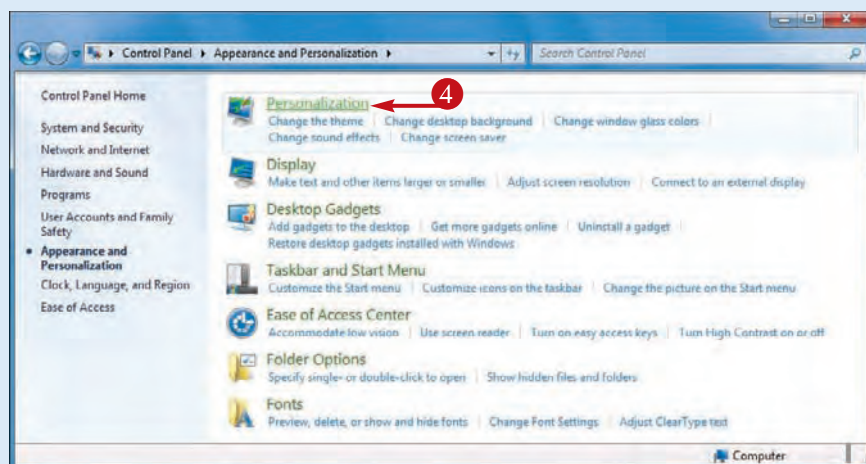 Control Panel ▸ Appearance and Personalization ▸
Search Control Panel
Control Panel Home
System and Security
Network and Internet
Hardware and Sound
Programs
User Accounts and Family
Safety
Appearance and
Personalization
Clock, Language, and Region
Ease of Access
Personalization
4
Change the theme | Change desktop background | Change window glass colors |
Change sound effects | Change screen saver
Display
Make text and other items larger or smaller | Adjust screen resolution | Connect to an external display
Desktop Gadgets
Add gadgets to the desktop | Get more gadgets online | Uninstall a gadget |
Restore desktop gadgets installed with Windows
Taskbar and Start Menu
Customize the Start menu | Customize icons on the taskbar | Change the picture on the Start menu
Ease of Access Center
Accommodate low vision | Use screen reader | Turn on easy access keys | Turn High Contrast on or off
Folder Options
Specify single- or double-click to open | Show hidden files and folders
Fonts
Preview, delete, or show and hide fonts | Change Font Settings | Adjust ClearType text
Computer